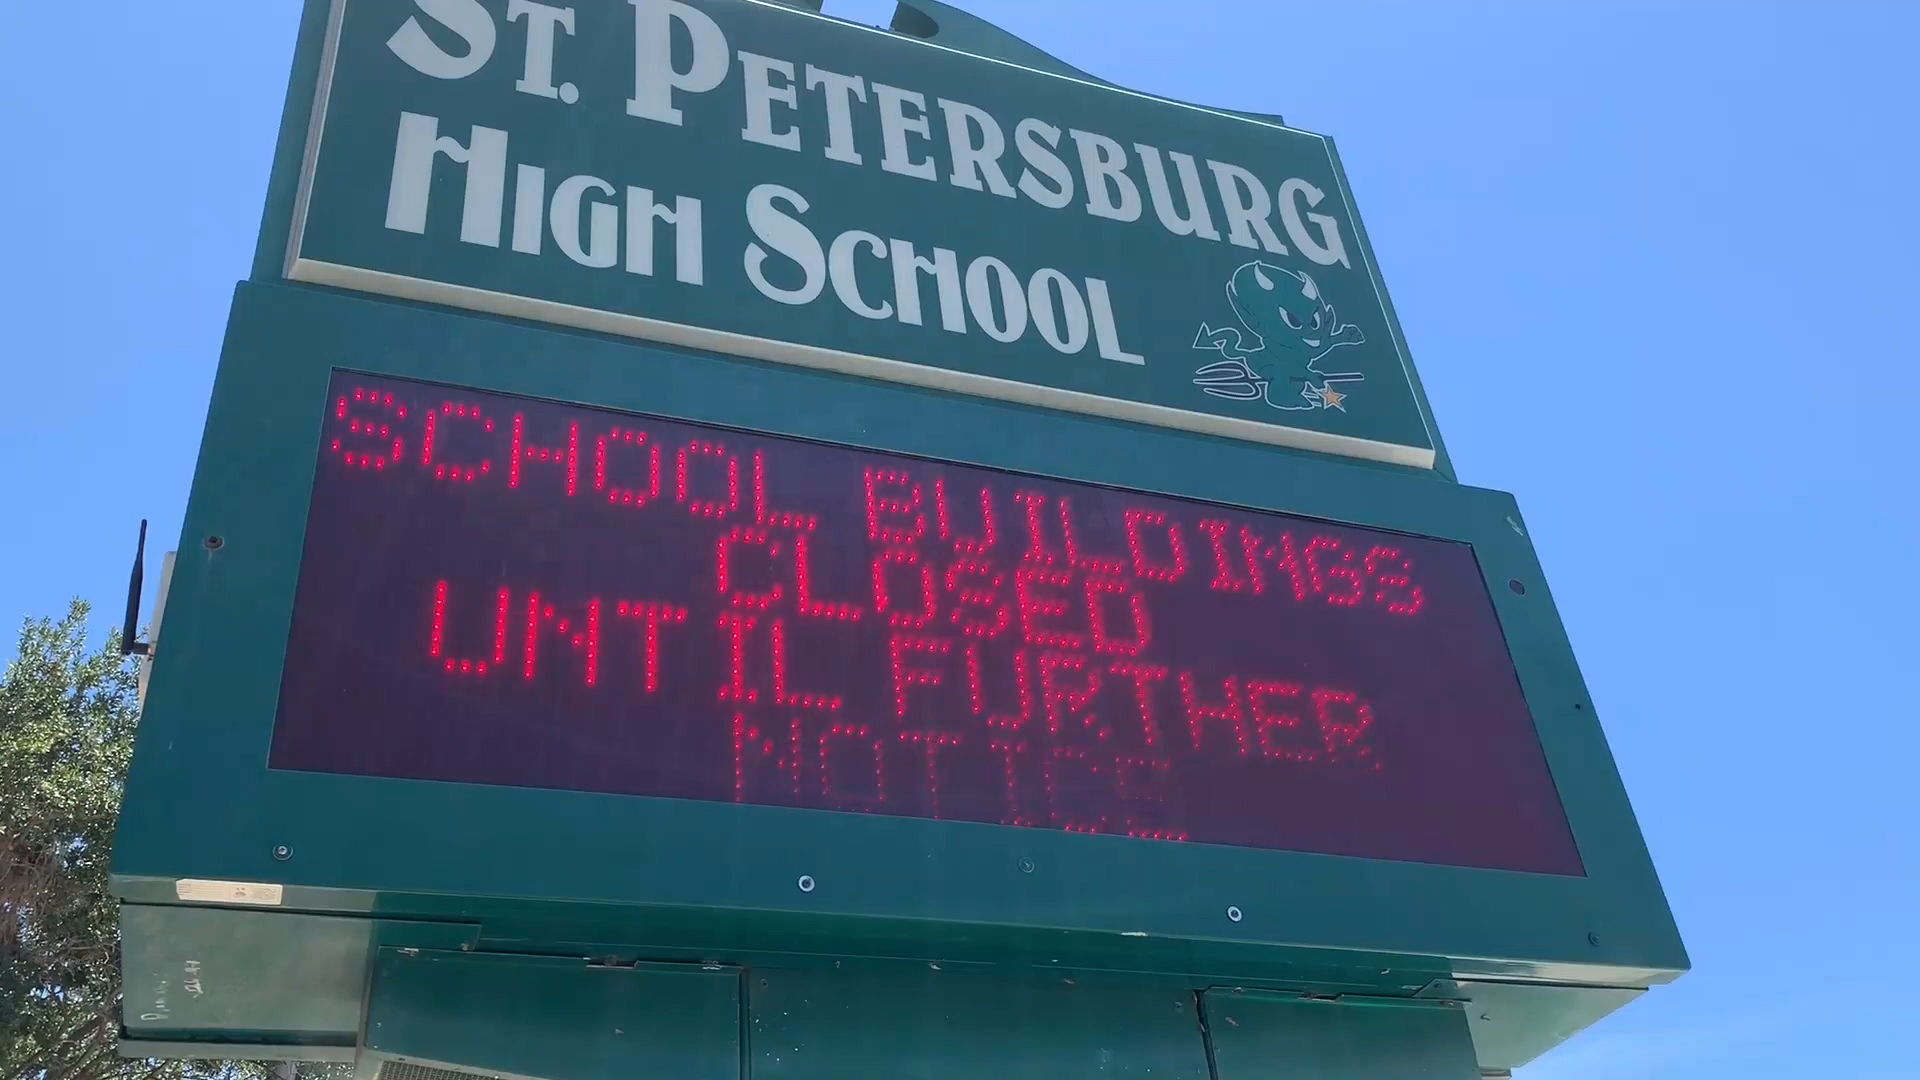 ST. PETERSBURG
HIGH SCHOOL
SCHOOL BUILDINGS
CLOSED
UNTIL FURTHER
NOTICE